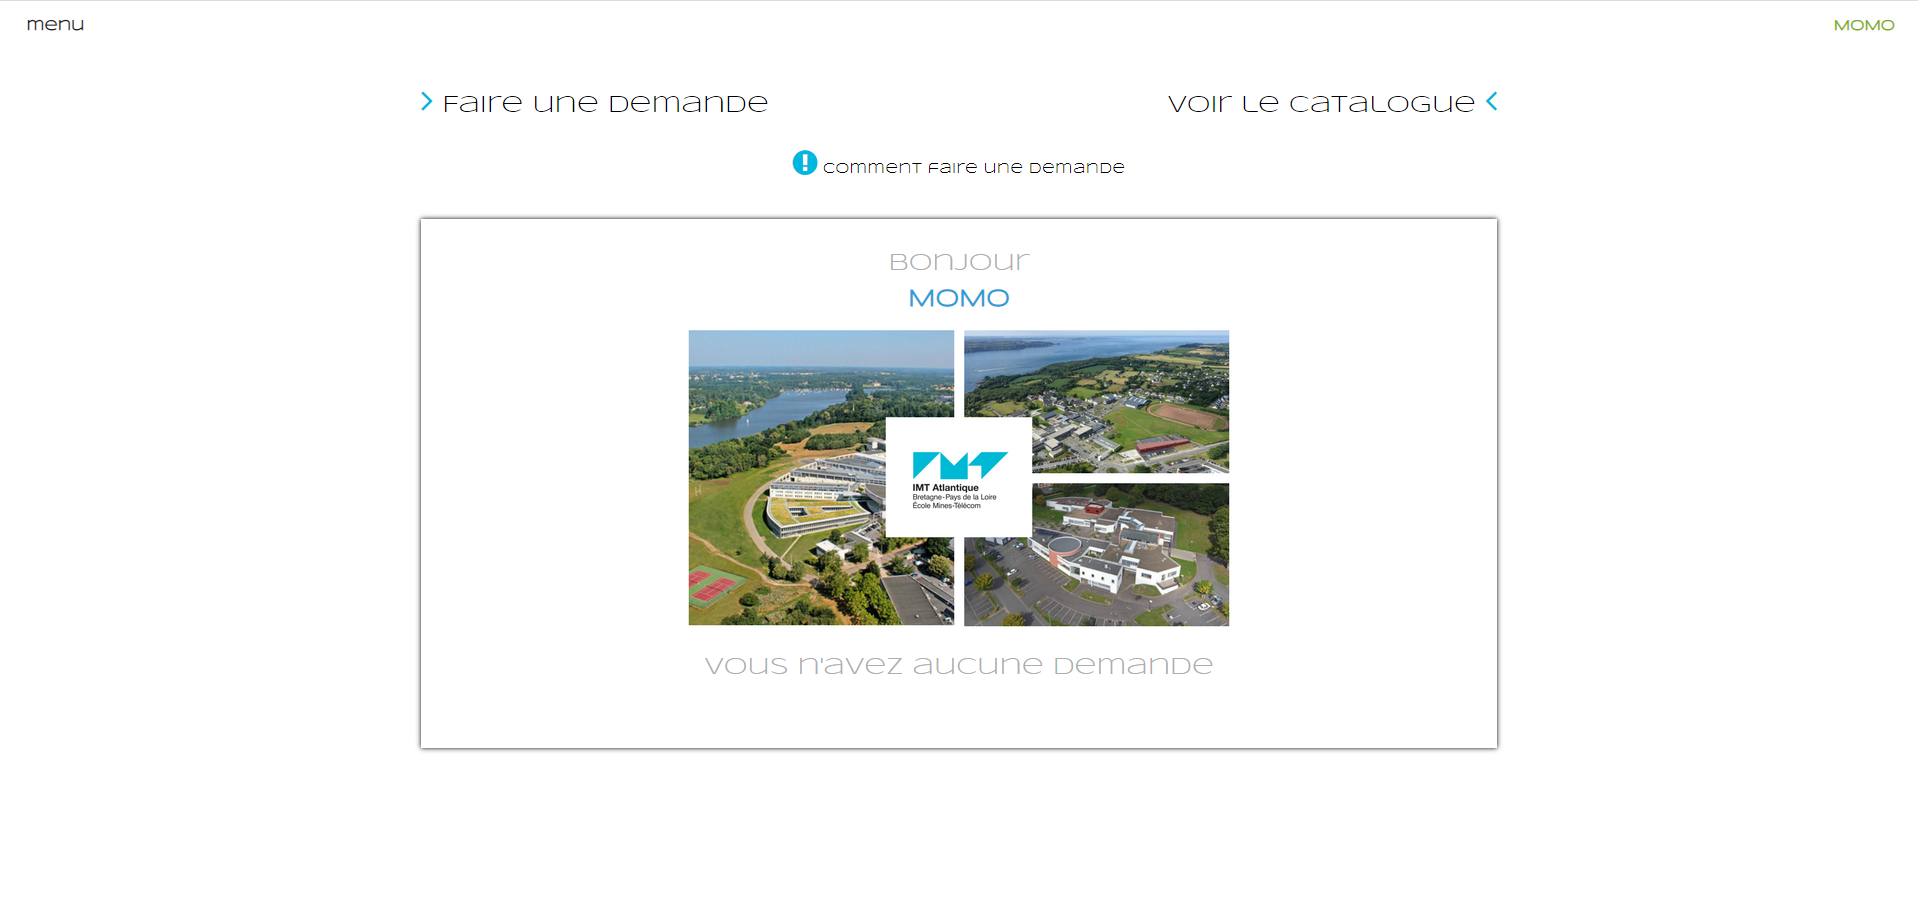 menu
MOMO
Faire une demande
Voir le catalogue
Comment faire une demande
Bonjour
MOMO
IMT Atlantique
Bretagne-Pays de la Loire
École Mines-Télécom
Vous n'avez aucune demande